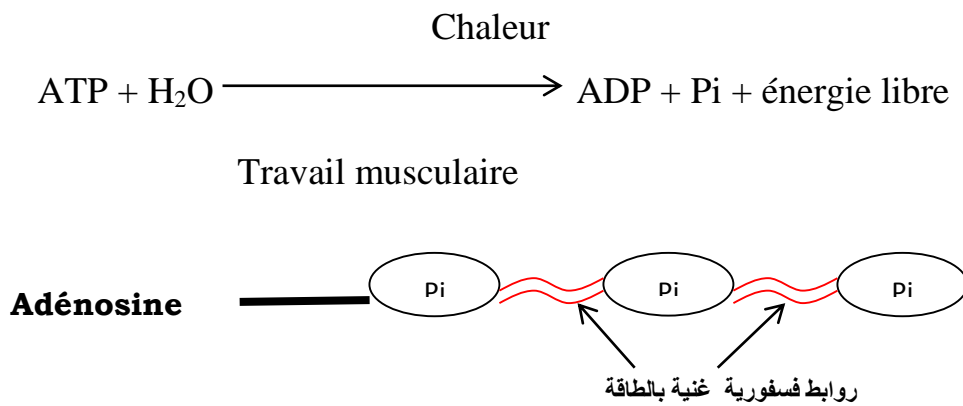 Chaleur
ATP + H₂O ADP + Pi + énergie libre
Travail musculaire
Adénosine Pi Pi Pi
روابط فسفورية غنية بالطاقة